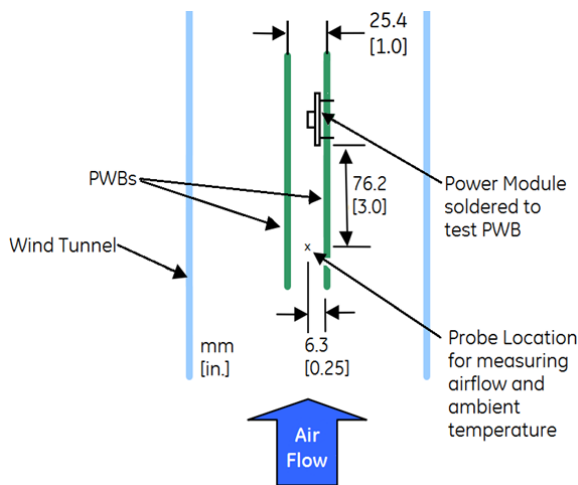 25.4
[1.0]
PWBs
76.2
[3.0]
Power Module
soldered to
test PWB
Wind Tunnel
x
mm
[in.]
6.3
[0.25]
Probe Location
for measuring
airflow and
ambient
temperature
Air
Flow